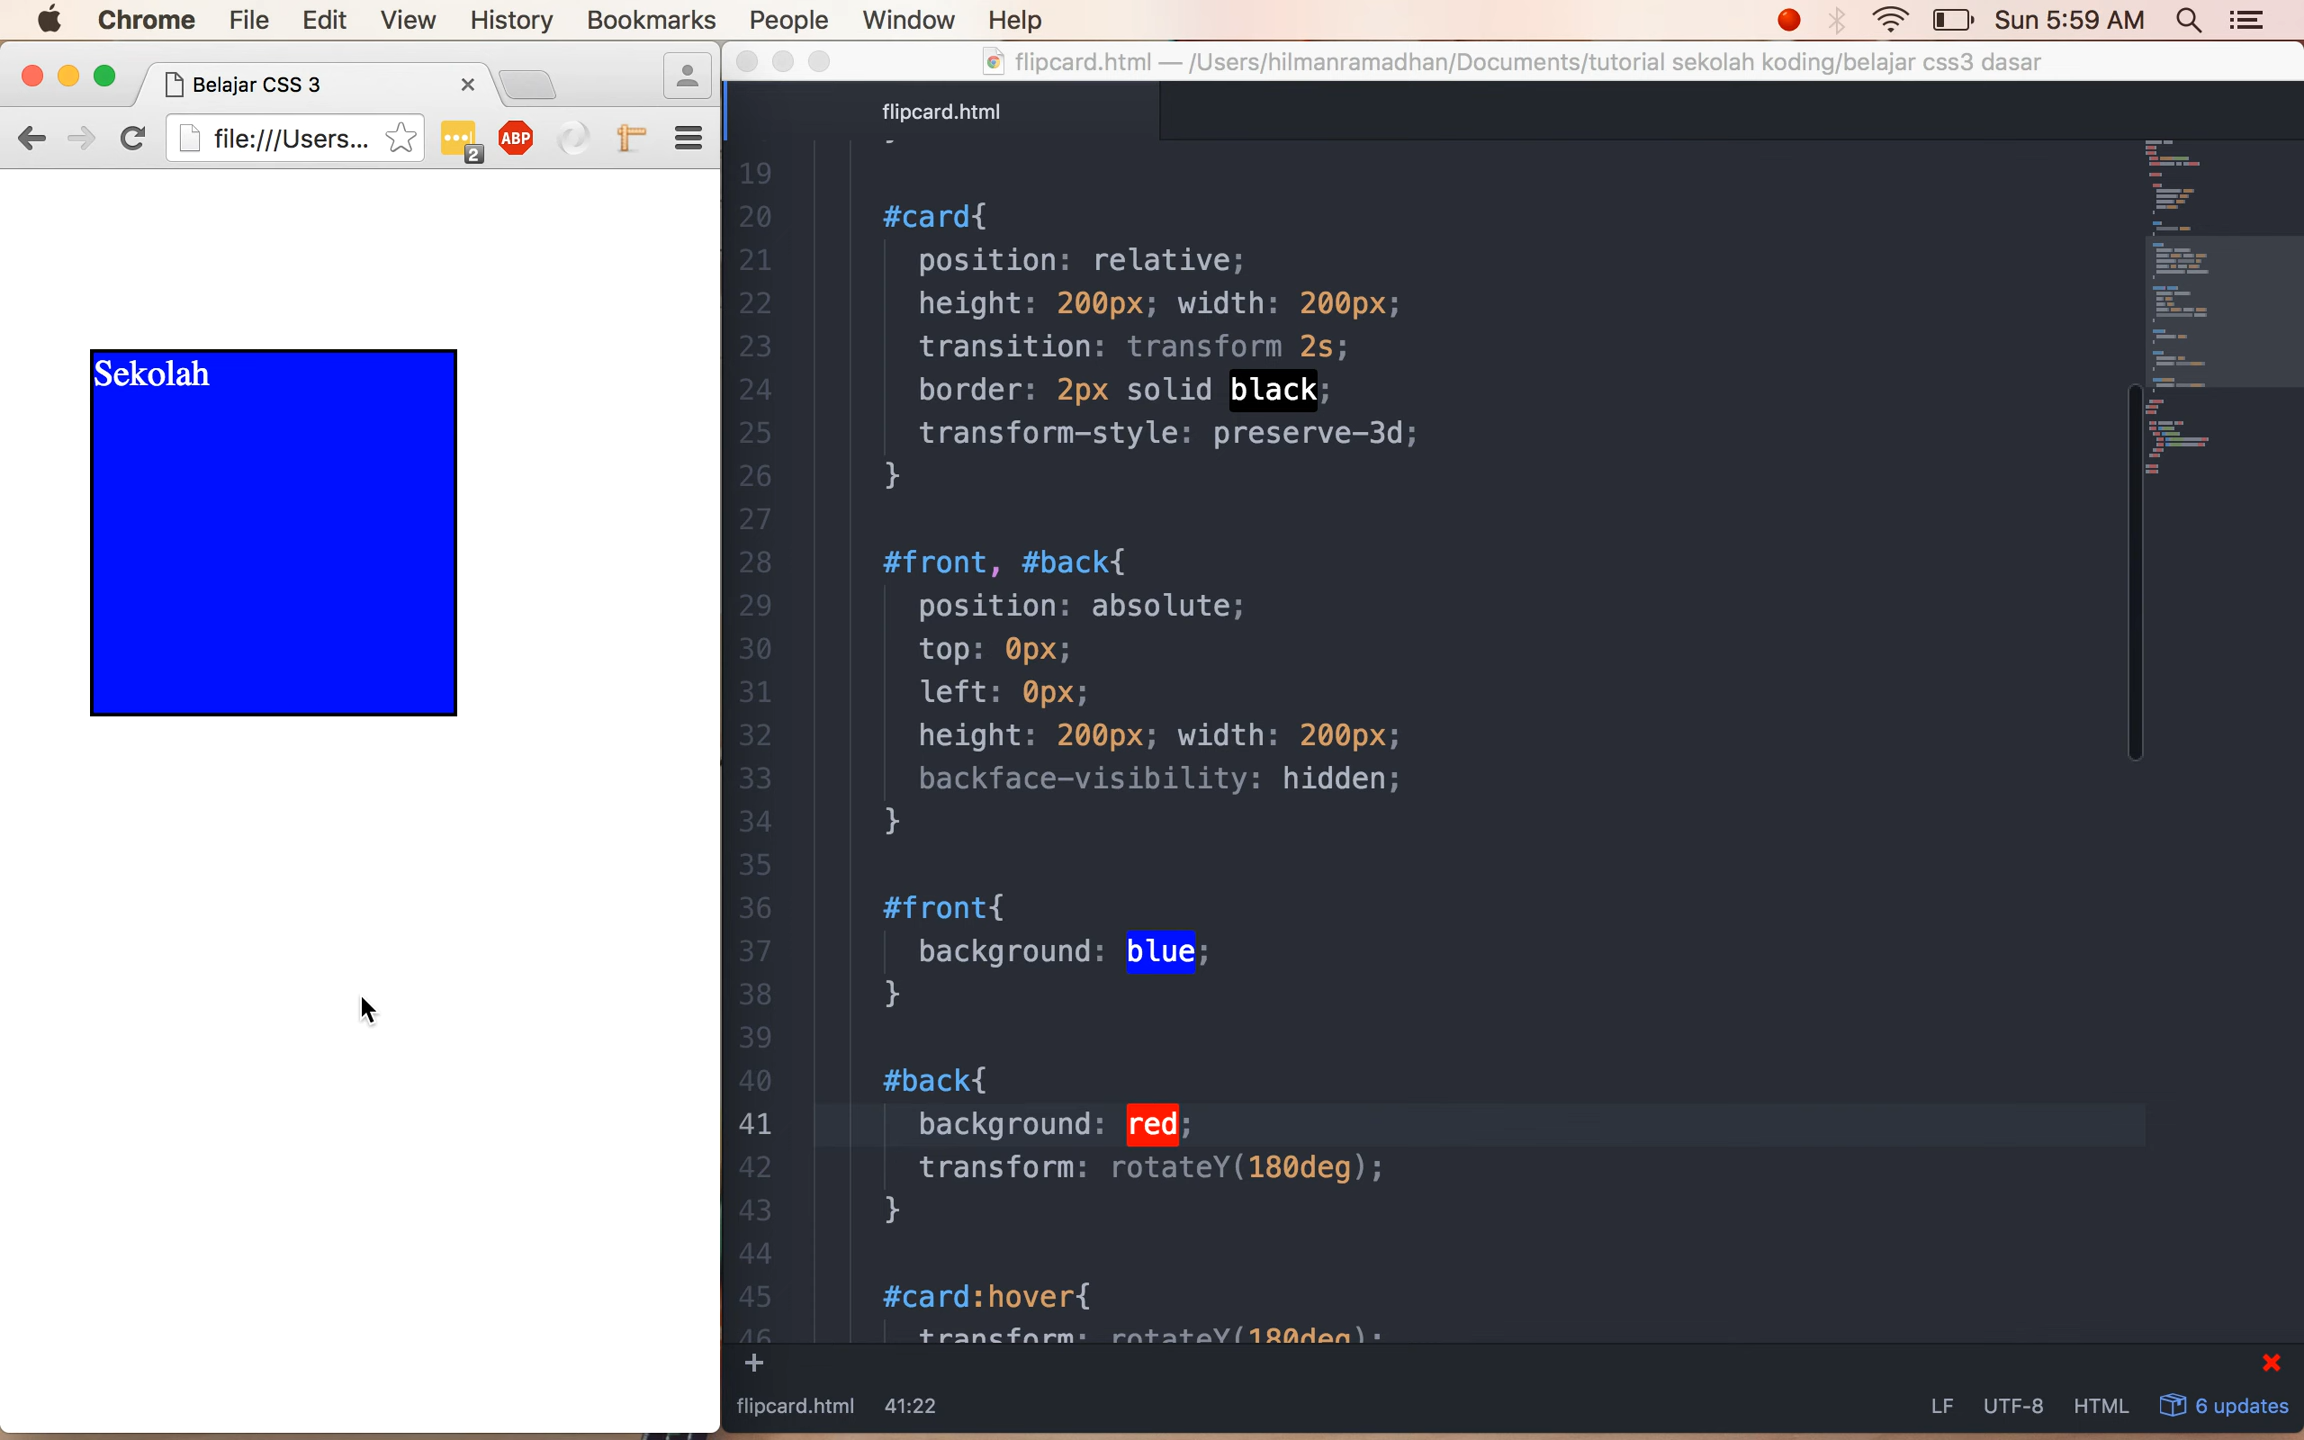 Chrome File Edit View History Bookmarks People Window Help Sun 5:59 AM
Belajar CSS 3
flipcard.html — /Users/hilmanramadhan/Documents/tutorial sekolah koding/belajar css3 dasar
file:///Users...
2
ABP
flipcard.html
Sekolah
19
20 #card{
21 position: relative;
22 height: 200px; width: 200px;
23 transition: transform 2s;
24 border: 2px solid black;
25 transform-style: preserve-3d;
26 }
27
28 #front, #back{
29 position: absolute;
30 top: 0px;
31 left: 0px;
32 height: 200px; width: 200px;
33 backface-visibility: hidden;
34 }
35
36 #front{
37 background: blue;
38 }
39
40 #back{
41 background: red;
42 transform: rotateY(180deg);
43 }
44
45 #card:hover{
46 transform: rotateY(180deg);
flipcard.html 41:22 LF UTF-8 HTML 6 updates